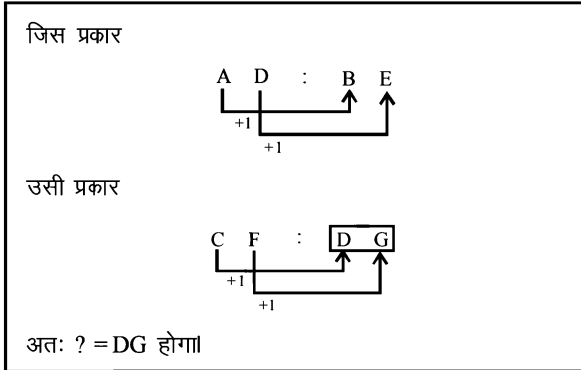 जिस प्रकार
A D : B E
+1
+1
उसी प्रकार
C F : D G
+1
+1
अतः ? = DG होगा।